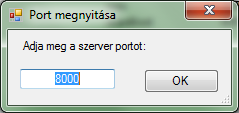 Port megnyitása
Adja meg a szerver portot:
8000
OK